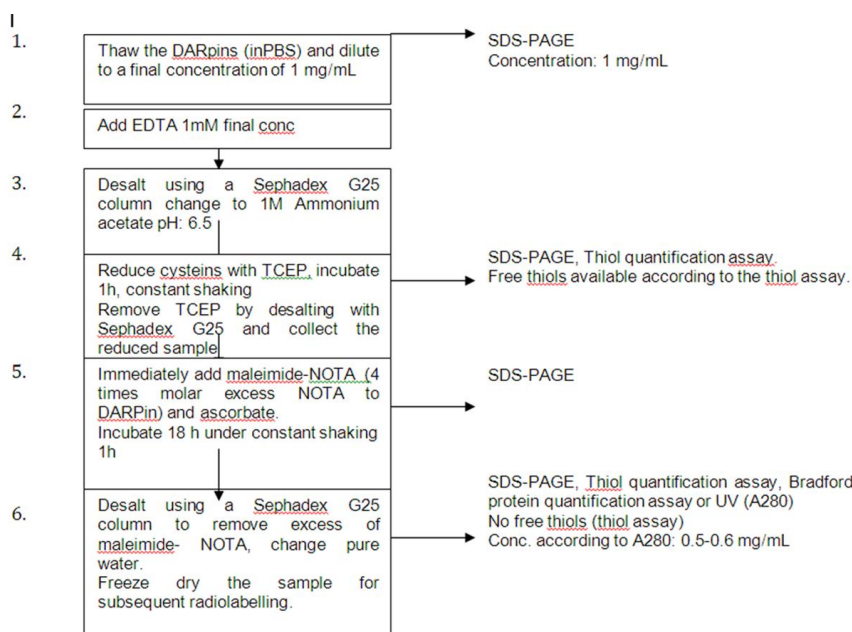 I
1.
Thaw the DARpins (inPBS) and dilute
to a final concentration of 1 mg/mL
SDS-PAGE
Concentration: 1 mg/mL
2.
Add EDTA 1mM final conc
3.
Desalt using a Sephadex G25
column change to 1M Ammonium
acetate pH: 6.5
4.
Reduce cysteins with TCEP, incubate
1h, constant shaking
Remove TCEP by desalting with
Sephadex G25 and collect the
reduced sample
SDS-PAGE, Thiol quantification assay.
Free thiols available according to the thiol assay.
5.
Immediately add maleimide-NOTA (4
times molar excess NOTA to
DARPin) and ascorbate.
Incubate 18 h under constant shaking
1h
SDS-PAGE
6.
Desalt using a Sephadex G25
column to remove excess of
maleimide- NOTA, change pure
water.
Freeze dry the sample for
subsequent radiolabelling.
SDS-PAGE, Thiol quantification assay, Bradford
protein quantification assay or UV (A280)
No free thiols (thiol assay)
Conc. according to A280: 0.5-0.6 mg/mL